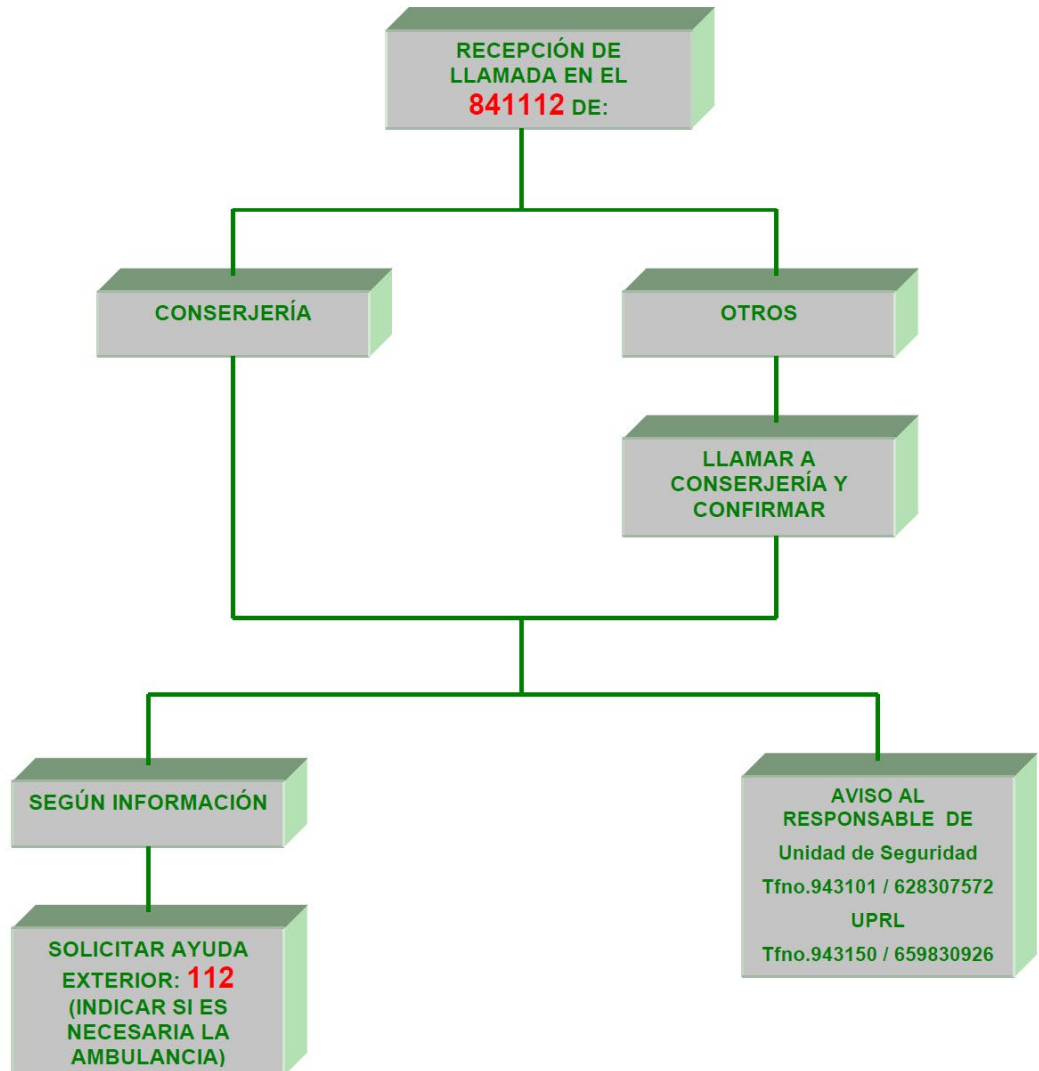 RECEPCIÓN DE
LLAMADA EN EL
841112 DE:
CONSERJERÍA
OTROS
LLAMAR A
CONSERJERÍA Y
CONFIRMAR
SEGÚN INFORMACIÓN
SOLICITAR AYUDA
EXTERIOR: 112
(INDICAR SI ES
NECESARIA LA
AMBULANCIA)
AVISO AL
RESPONSABLE DE
Unidad de Seguridad
Tfno.943101 / 628307572
UPRL
Tfno.943150 / 659830926